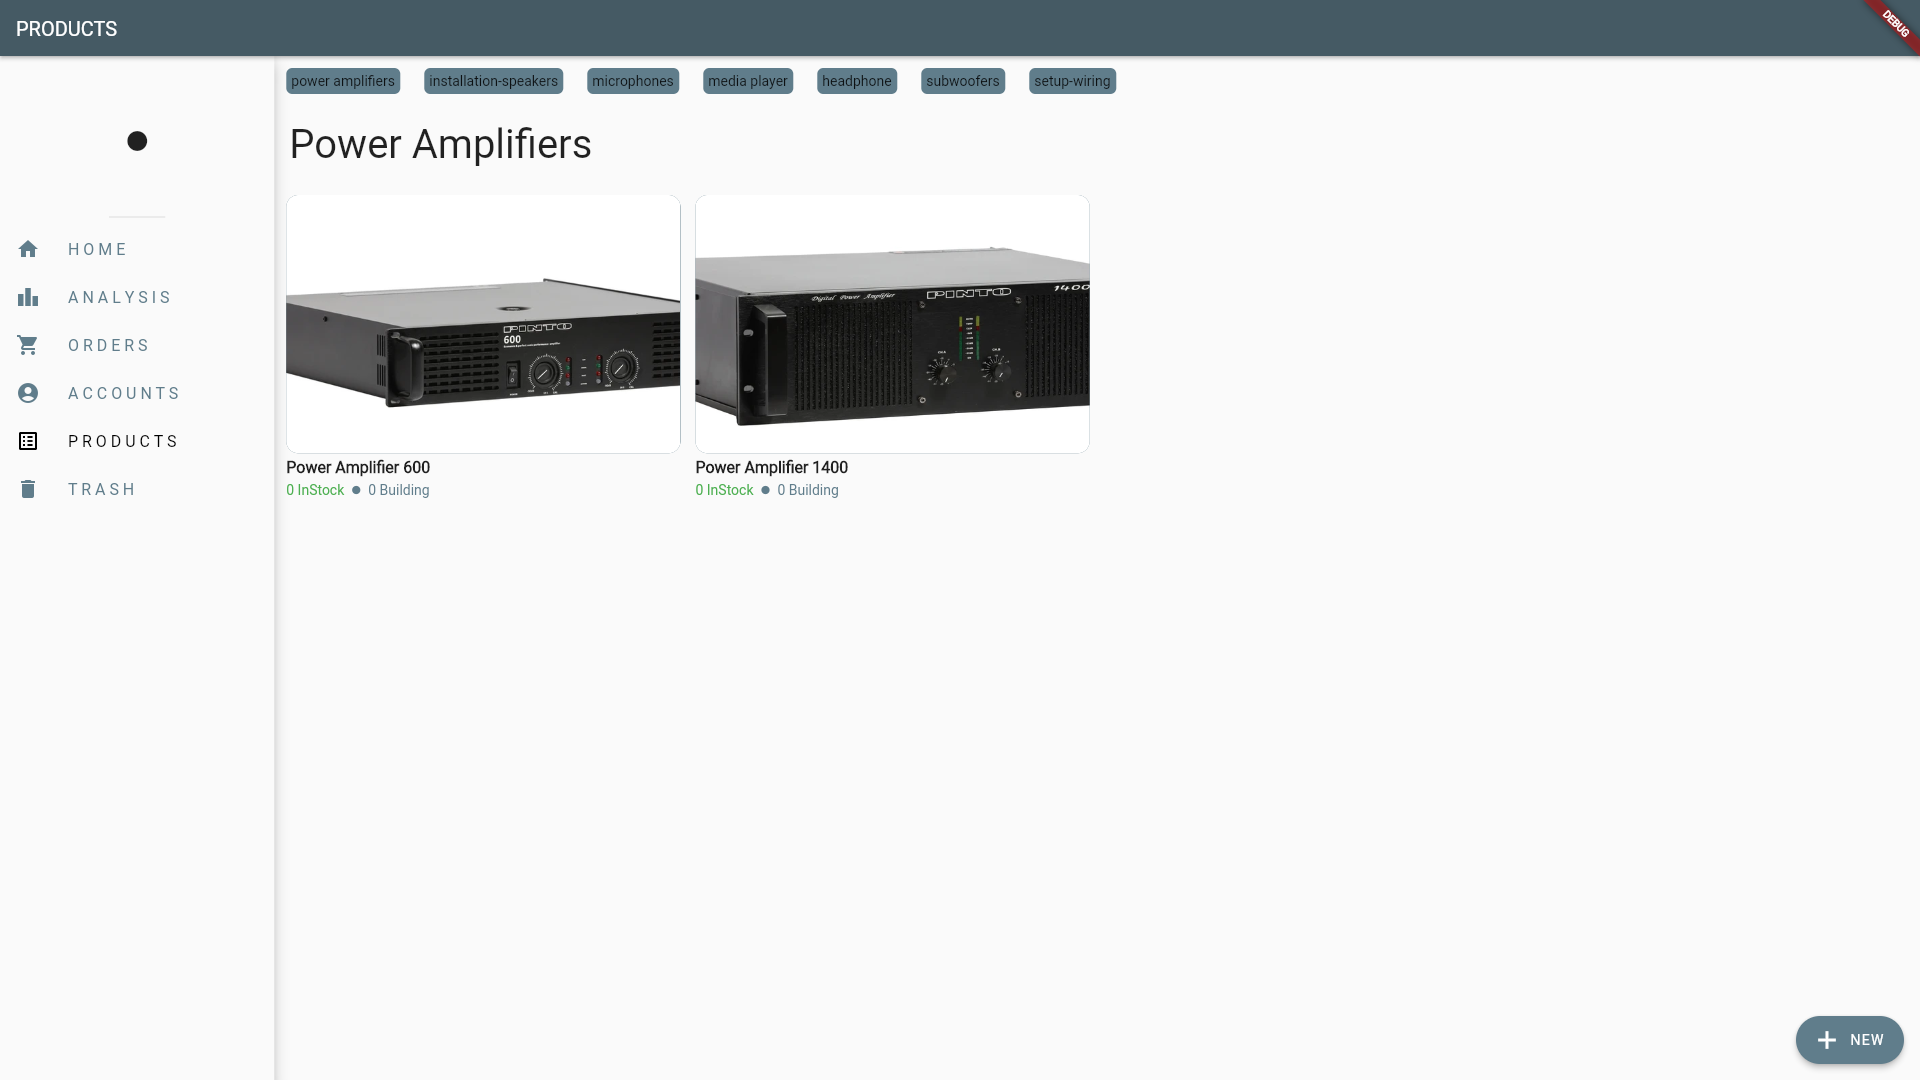 PRODUCTS
DEBUG
power amplifiers
installation-speakers
microphones
media player
headphone
subwoofers
setup-wiring
Power Amplifiers
HOME
ANALYSIS
ORDERS
ACCOUNTS
PRODUCTS
TRASH
PINTO
600
Digital Power Amplifier
PINTO
1400
CH.A
CH.B
Power Amplifier 600
0 InStock ● 0 Building
Power Amplifier 1400
0 InStock ● 0 Building
NEW